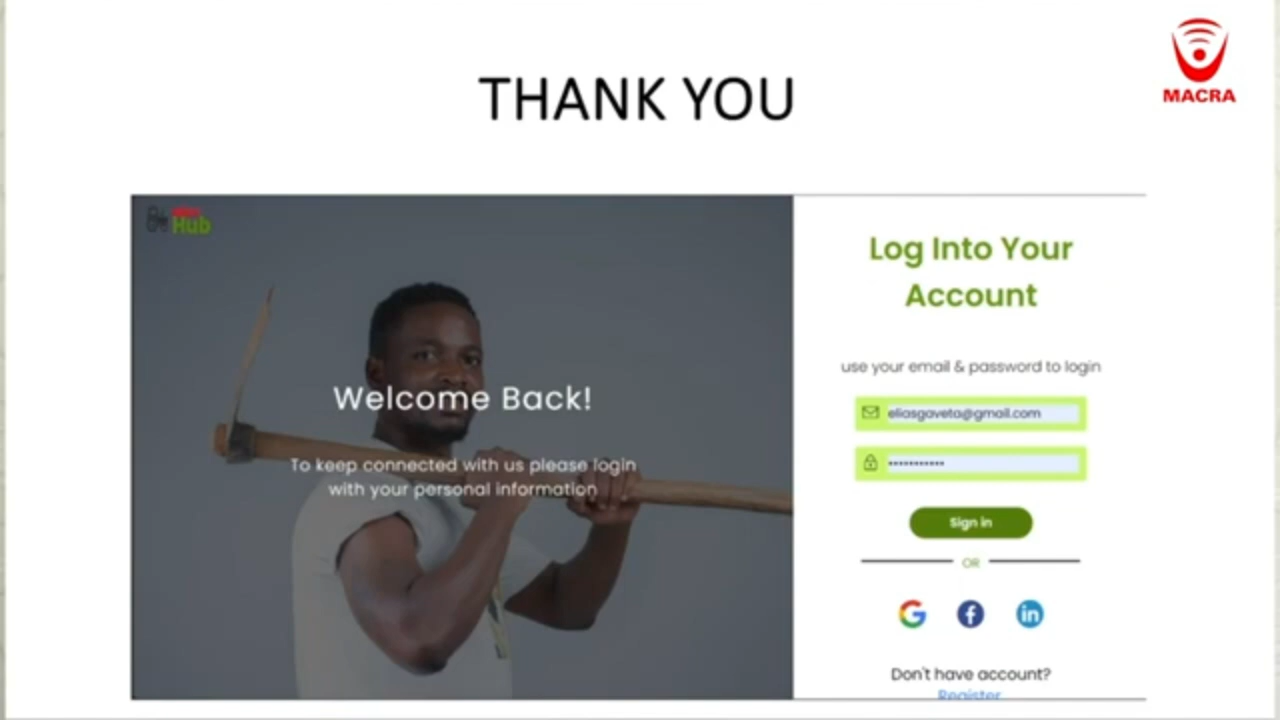 MACRA
THANK YOU
Hub
Welcome Back!
To keep connected with us please login
with your personal information
Log Into Your
Account
use your email & password to login
eliasgaveta@gmail.com
•••••••••••
Sign in
OR
G
f
in
Don't have account?
Register